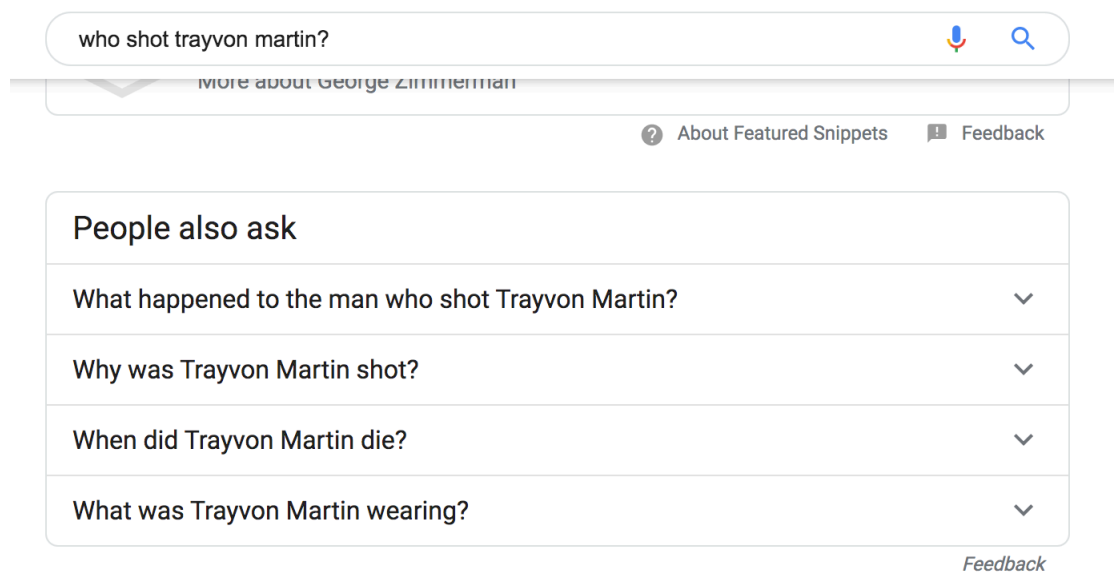 who shot trayvon martin?
More about George Zimmerman
About Featured Snippets Feedback
People also ask
What happened to the man who shot Trayvon Martin?
Why was Trayvon Martin shot?
When did Trayvon Martin die?
What was Trayvon Martin wearing?
Feedback